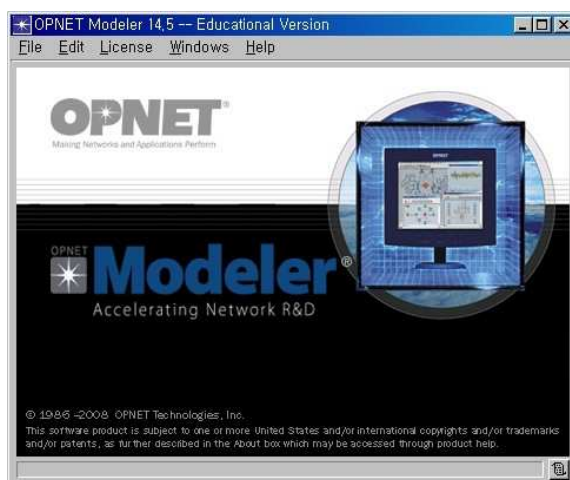 OPNET Modeler 14,5 -- Educational Version
File Edit License Windows Help
OPNET®
Making Networks and Applications Perform
OPNET
OPNET
Modeler®
Accelerating Network R&D
© 1986-2008 OPNET Technologies, Inc.
This software product is subject to one or more United States and/or international copyrights and/or trademarks
and/or patents, as further described in the About box which may be accessed through product help.